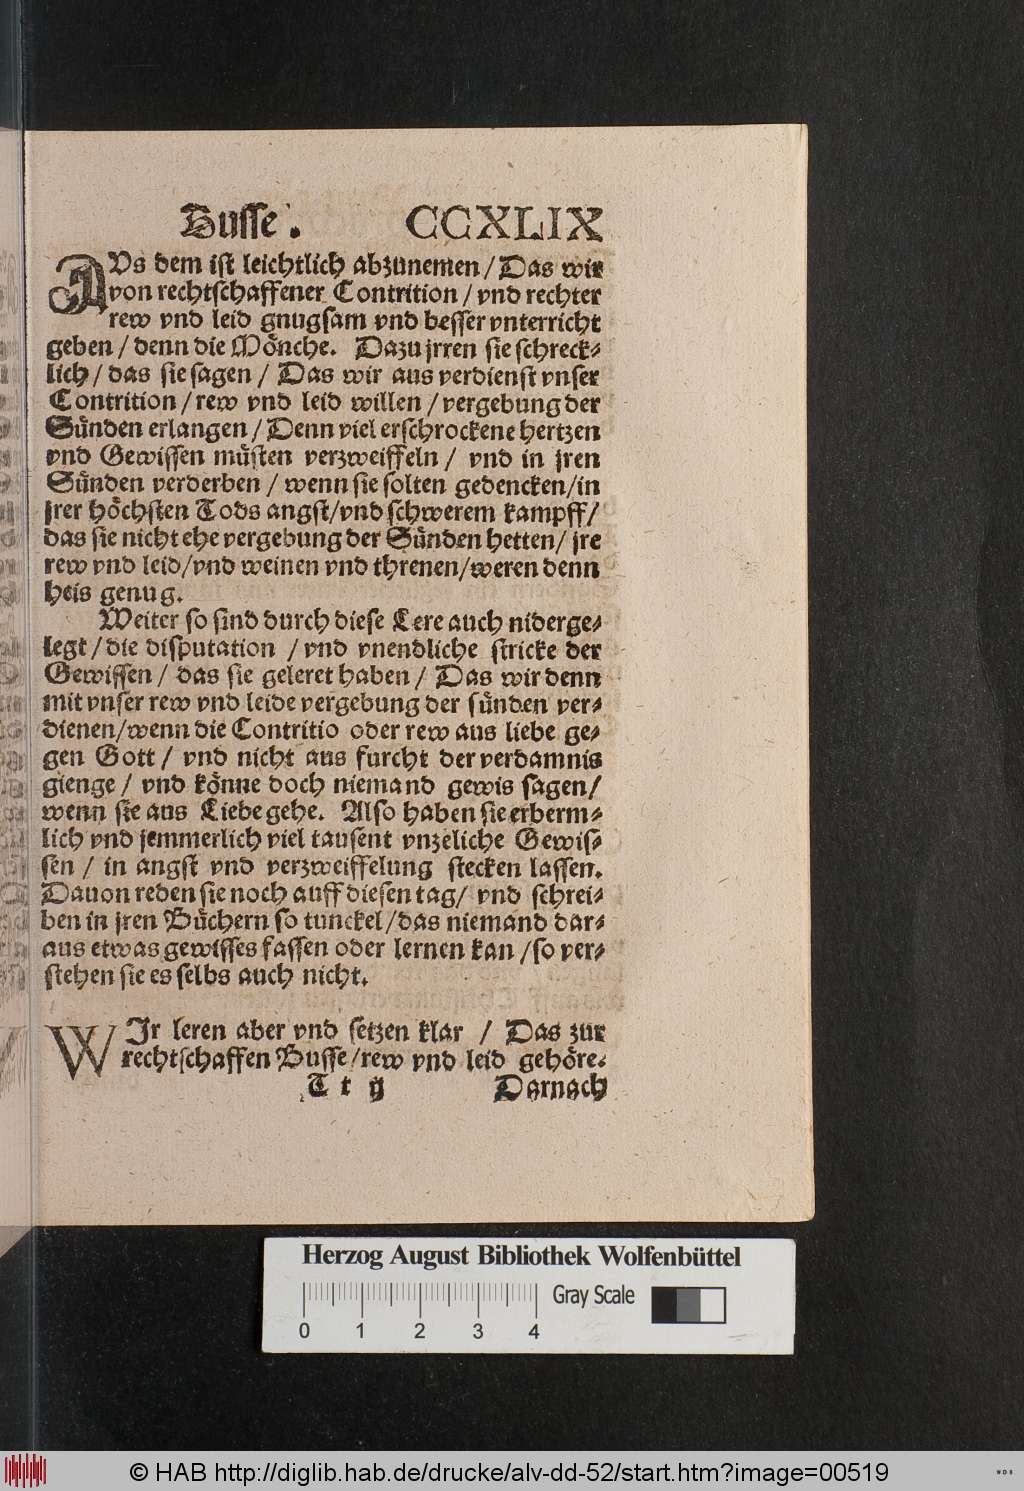 Busse. CCXLIX
AVs dem ist leichtlich abzunemen / Das wir
von rechtschaffener Contrition / vnd rechter
rew vnd leid gnugsam vnd besser vnterricht
geben / denn die Mönche. Dazu jrren sie schreck-
lich / das sie sagen / Das wir aus verdienst vnser
Contrition / rew vnd leid willen / vergebung der
Sünden erlangen / Denn viel erschrockene hertzen
vnd Gewissen müsten verzweiffeln / vnd in jren
Sünden verderben / wenn sie solten gedencken / in
jrer höchsten Tods angst / vnd schwerem kampff /
das sie nicht ehe vergebung der Sünden hetten / jre
rew vnd leid / vnd weinen vnd threnen / weren denn
heis genug.
Weiter so sind durch diese Lere auch niderge-
legt / die disputation / vnd vnendliche stricke der
Gewissen / das sie geleret haben / Das wir denn
mit vnser rew vnd leide vergebung der sünden ver-
dienen / wenn die Contritio oder rew aus liebe ge-
gen Gott / vnd nicht aus furcht der verdamnis
gienge / vnd könne doch niemand gewis sagen /
wenn sie aus Liebe gehe. Also haben sie erberm-
lich vnd jemmerlich viel tausent vnzeliche Gewis-
sen / in angst vnd verzweiffelung stecken lassen.
Dauon reden sie noch auff diesen tag / vnd schrei-
ben in jren Büchern so tunckel / das niemand dar-
aus etwas gewisses fassen oder lernen kan / so ver-
stehen sie es selbs auch nicht.
WIr leren aber vnd setzen klar / Das zur
rechtschaffen Busse / rew vnd leid gehöre.
T t ij Darnach
Herzog August Bibliothek Wolfenbüttel
Gray Scale
0 1 2 3 4
© HAB http://diglib.hab.de/drucke/alv-dd-52/start.htm?image=00519